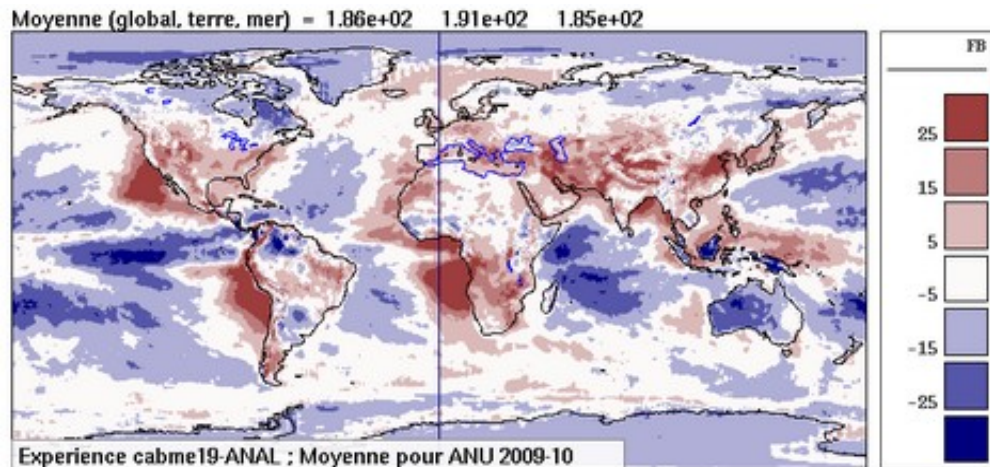 Moyenne (global, terre, mer) = 1.86e+02 1.91e+02 1.85e+02
FB
25
15
5
-5
-15
-25
Experience cabme19-ANAL ; Moyenne pour ANU 2009-10